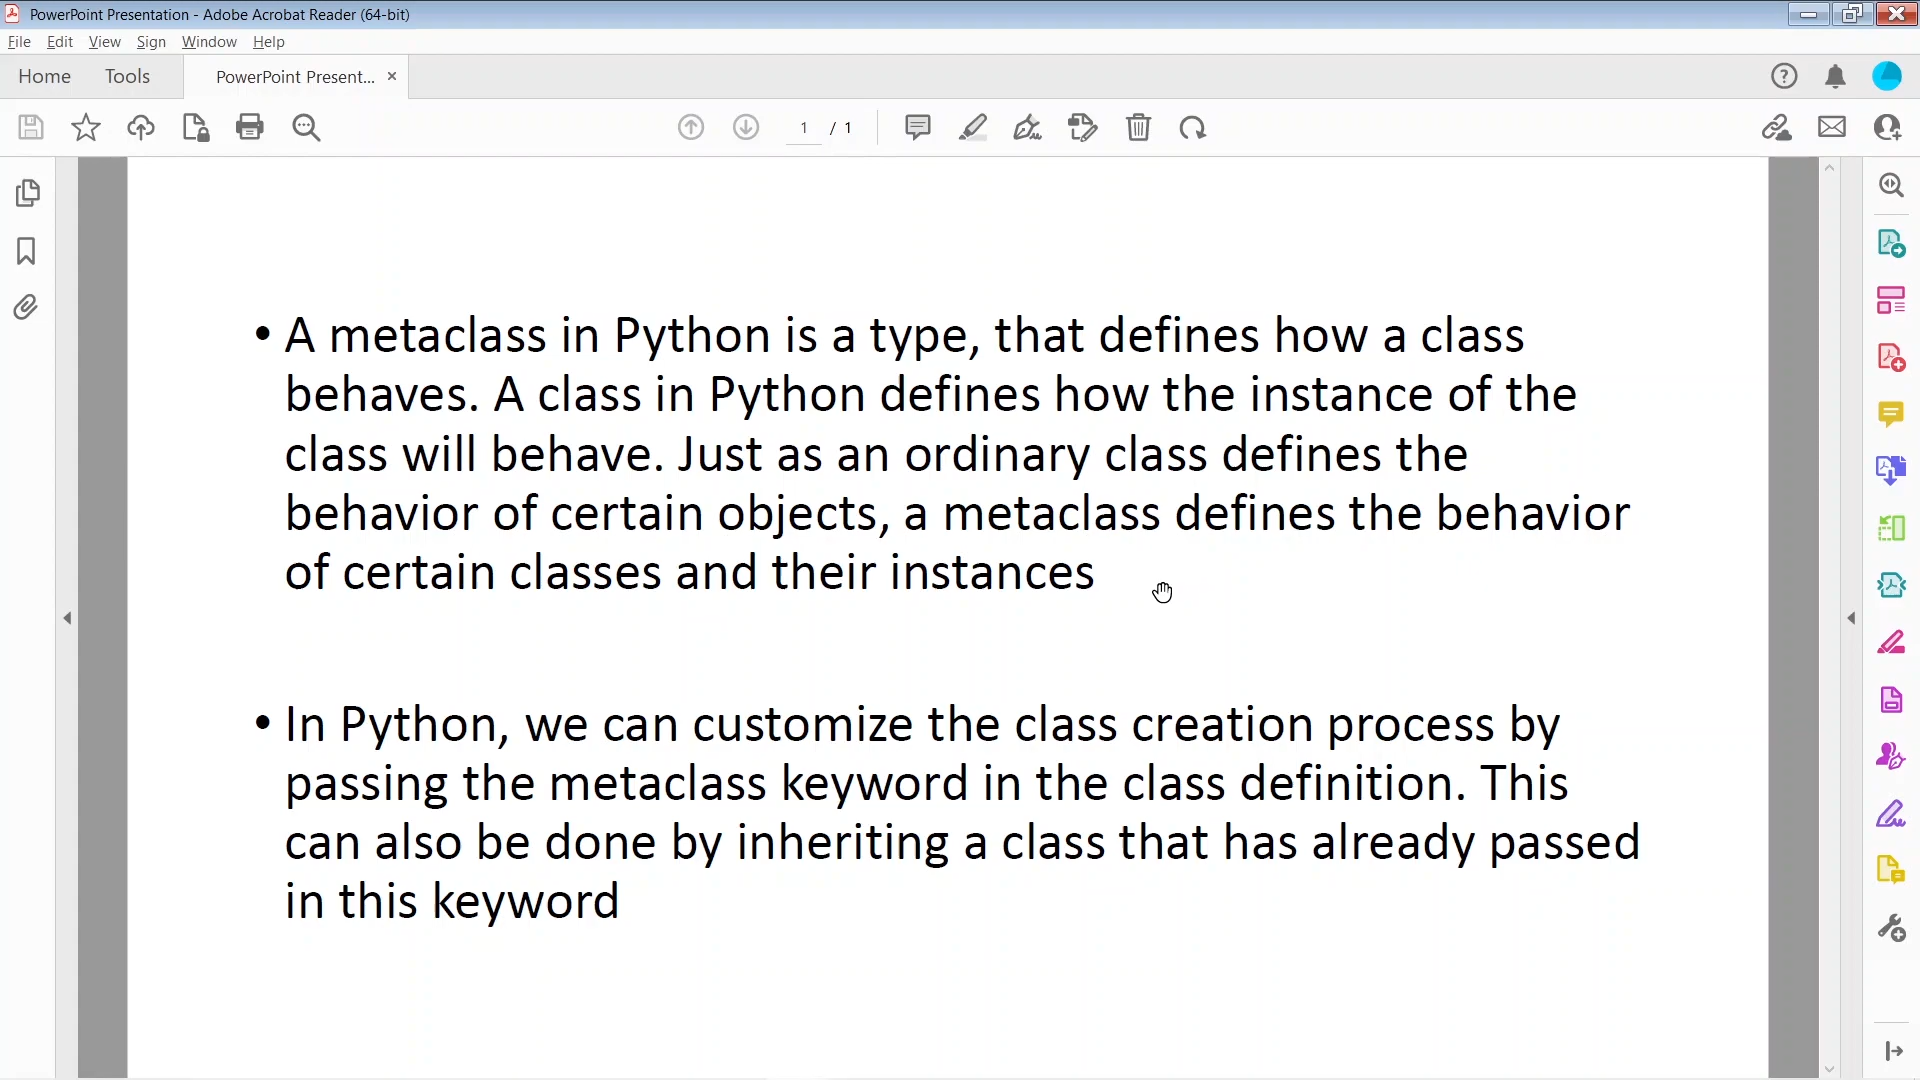 PowerPoint Presentation - Adobe Acrobat Reader (64-bit)
File Edit View Sign Window Help
Home Tools PowerPoint Present... ×
1 / 1
• A metaclass in Python is a type, that defines how a class
behaves. A class in Python defines how the instance of the
class will behave. Just as an ordinary class defines the
behavior of certain objects, a metaclass defines the behavior
of certain classes and their instances
• In Python, we can customize the class creation process by
passing the metaclass keyword in the class definition. This
can also be done by inheriting a class that has already passed
in this keyword